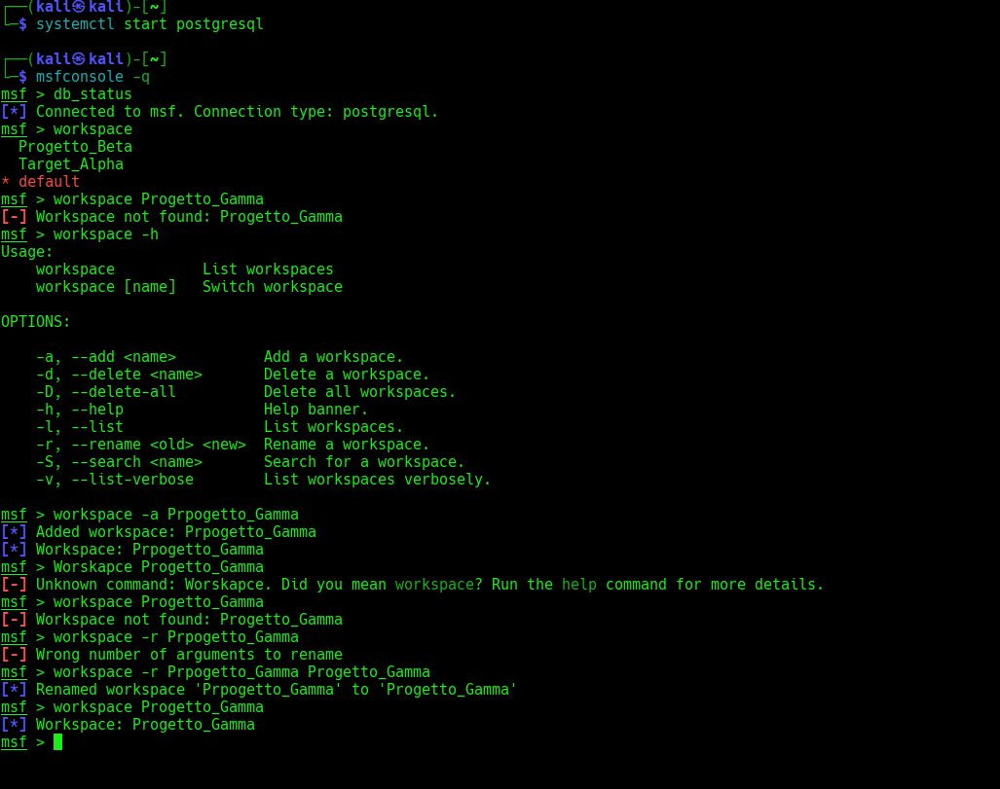 ┌──(kali㉿kali)-[~]
└─$ systemctl start postgresql

┌──(kali㉿kali)-[~]
└─$ msfconsole -q
msf > db_status
[*] Connected to msf. Connection type: postgresql.
msf > workspace
  Progetto_Beta
  Target_Alpha
* default
msf > workspace Progetto_Gamma
[-] Workspace not found: Progetto_Gamma
msf > workspace -h
Usage:
    workspace          List workspaces
    workspace [name]   Switch workspace

OPTIONS:

    -a, --add <name>          Add a workspace.
    -d, --delete <name>       Delete a workspace.
    -D, --delete-all          Delete all workspaces.
    -h, --help                Help banner.
    -l, --list                List workspaces.
    -r, --rename <old> <new>  Rename a workspace.
    -S, --search <name>       Search for a workspace.
    -v, --list-verbose        List workspaces verbosely.

msf > workspace -a Prpogetto_Gamma
[*] Added workspace: Prpogetto_Gamma
[*] Workspace: Prpogetto_Gamma
msf > Worskapce Progetto_Gamma
[-] Unknown command: Worskapce. Did you mean workspace? Run the help command for more details.
msf > workspace Progetto_Gamma
[-] Workspace not found: Progetto_Gamma
msf > workspace -r Prpogetto_Gamma
[-] Wrong number of arguments to rename
msf > workspace -r Prpogetto_Gamma Progetto_Gamma
[*] Renamed workspace 'Prpogetto_Gamma' to 'Progetto_Gamma'
msf > workspace Progetto_Gamma
[*] Workspace: Progetto_Gamma
msf >